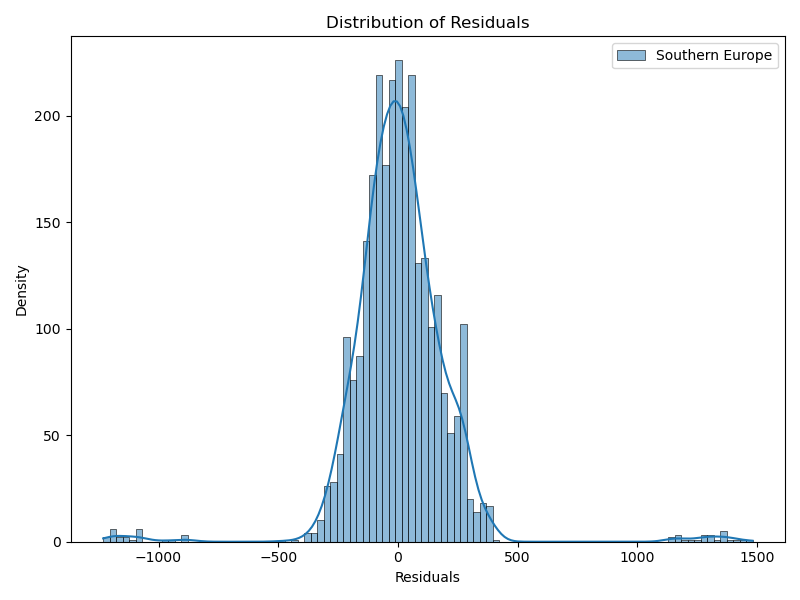 Distribution of Residuals
Southern Europe
Density
200
150
100
50
0
−1000
−500
0
500
1000
1500
Residuals